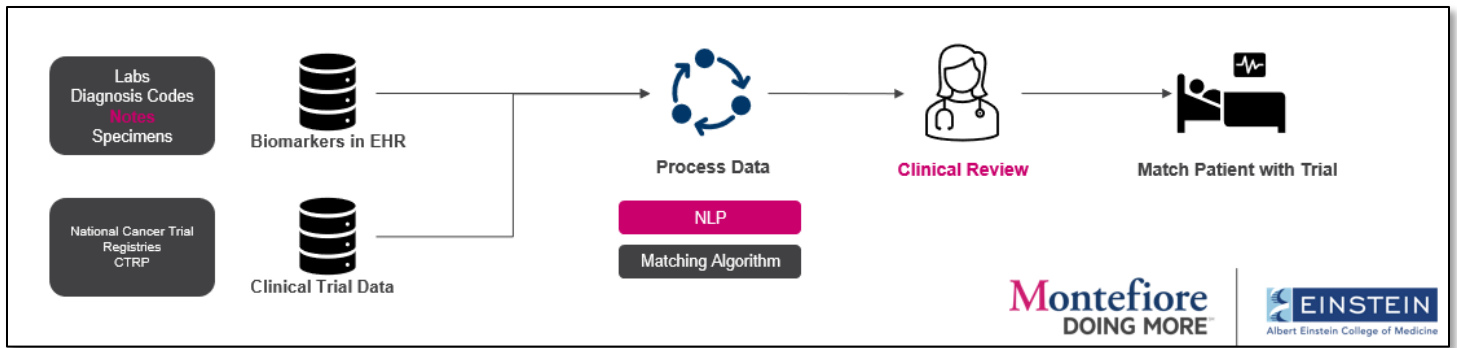 Labs
Diagnosis Codes
Notes
Specimens
Biomarkers in EHR
National Cancer Trial
Registries
CTRP
Clinical Trial Data
Process Data
NLP
Matching Algorithm
Clinical Review
Match Patient with Trial
Montefiore
DOING MORE
EINSTEIN
Albert Einstein College of Medicine